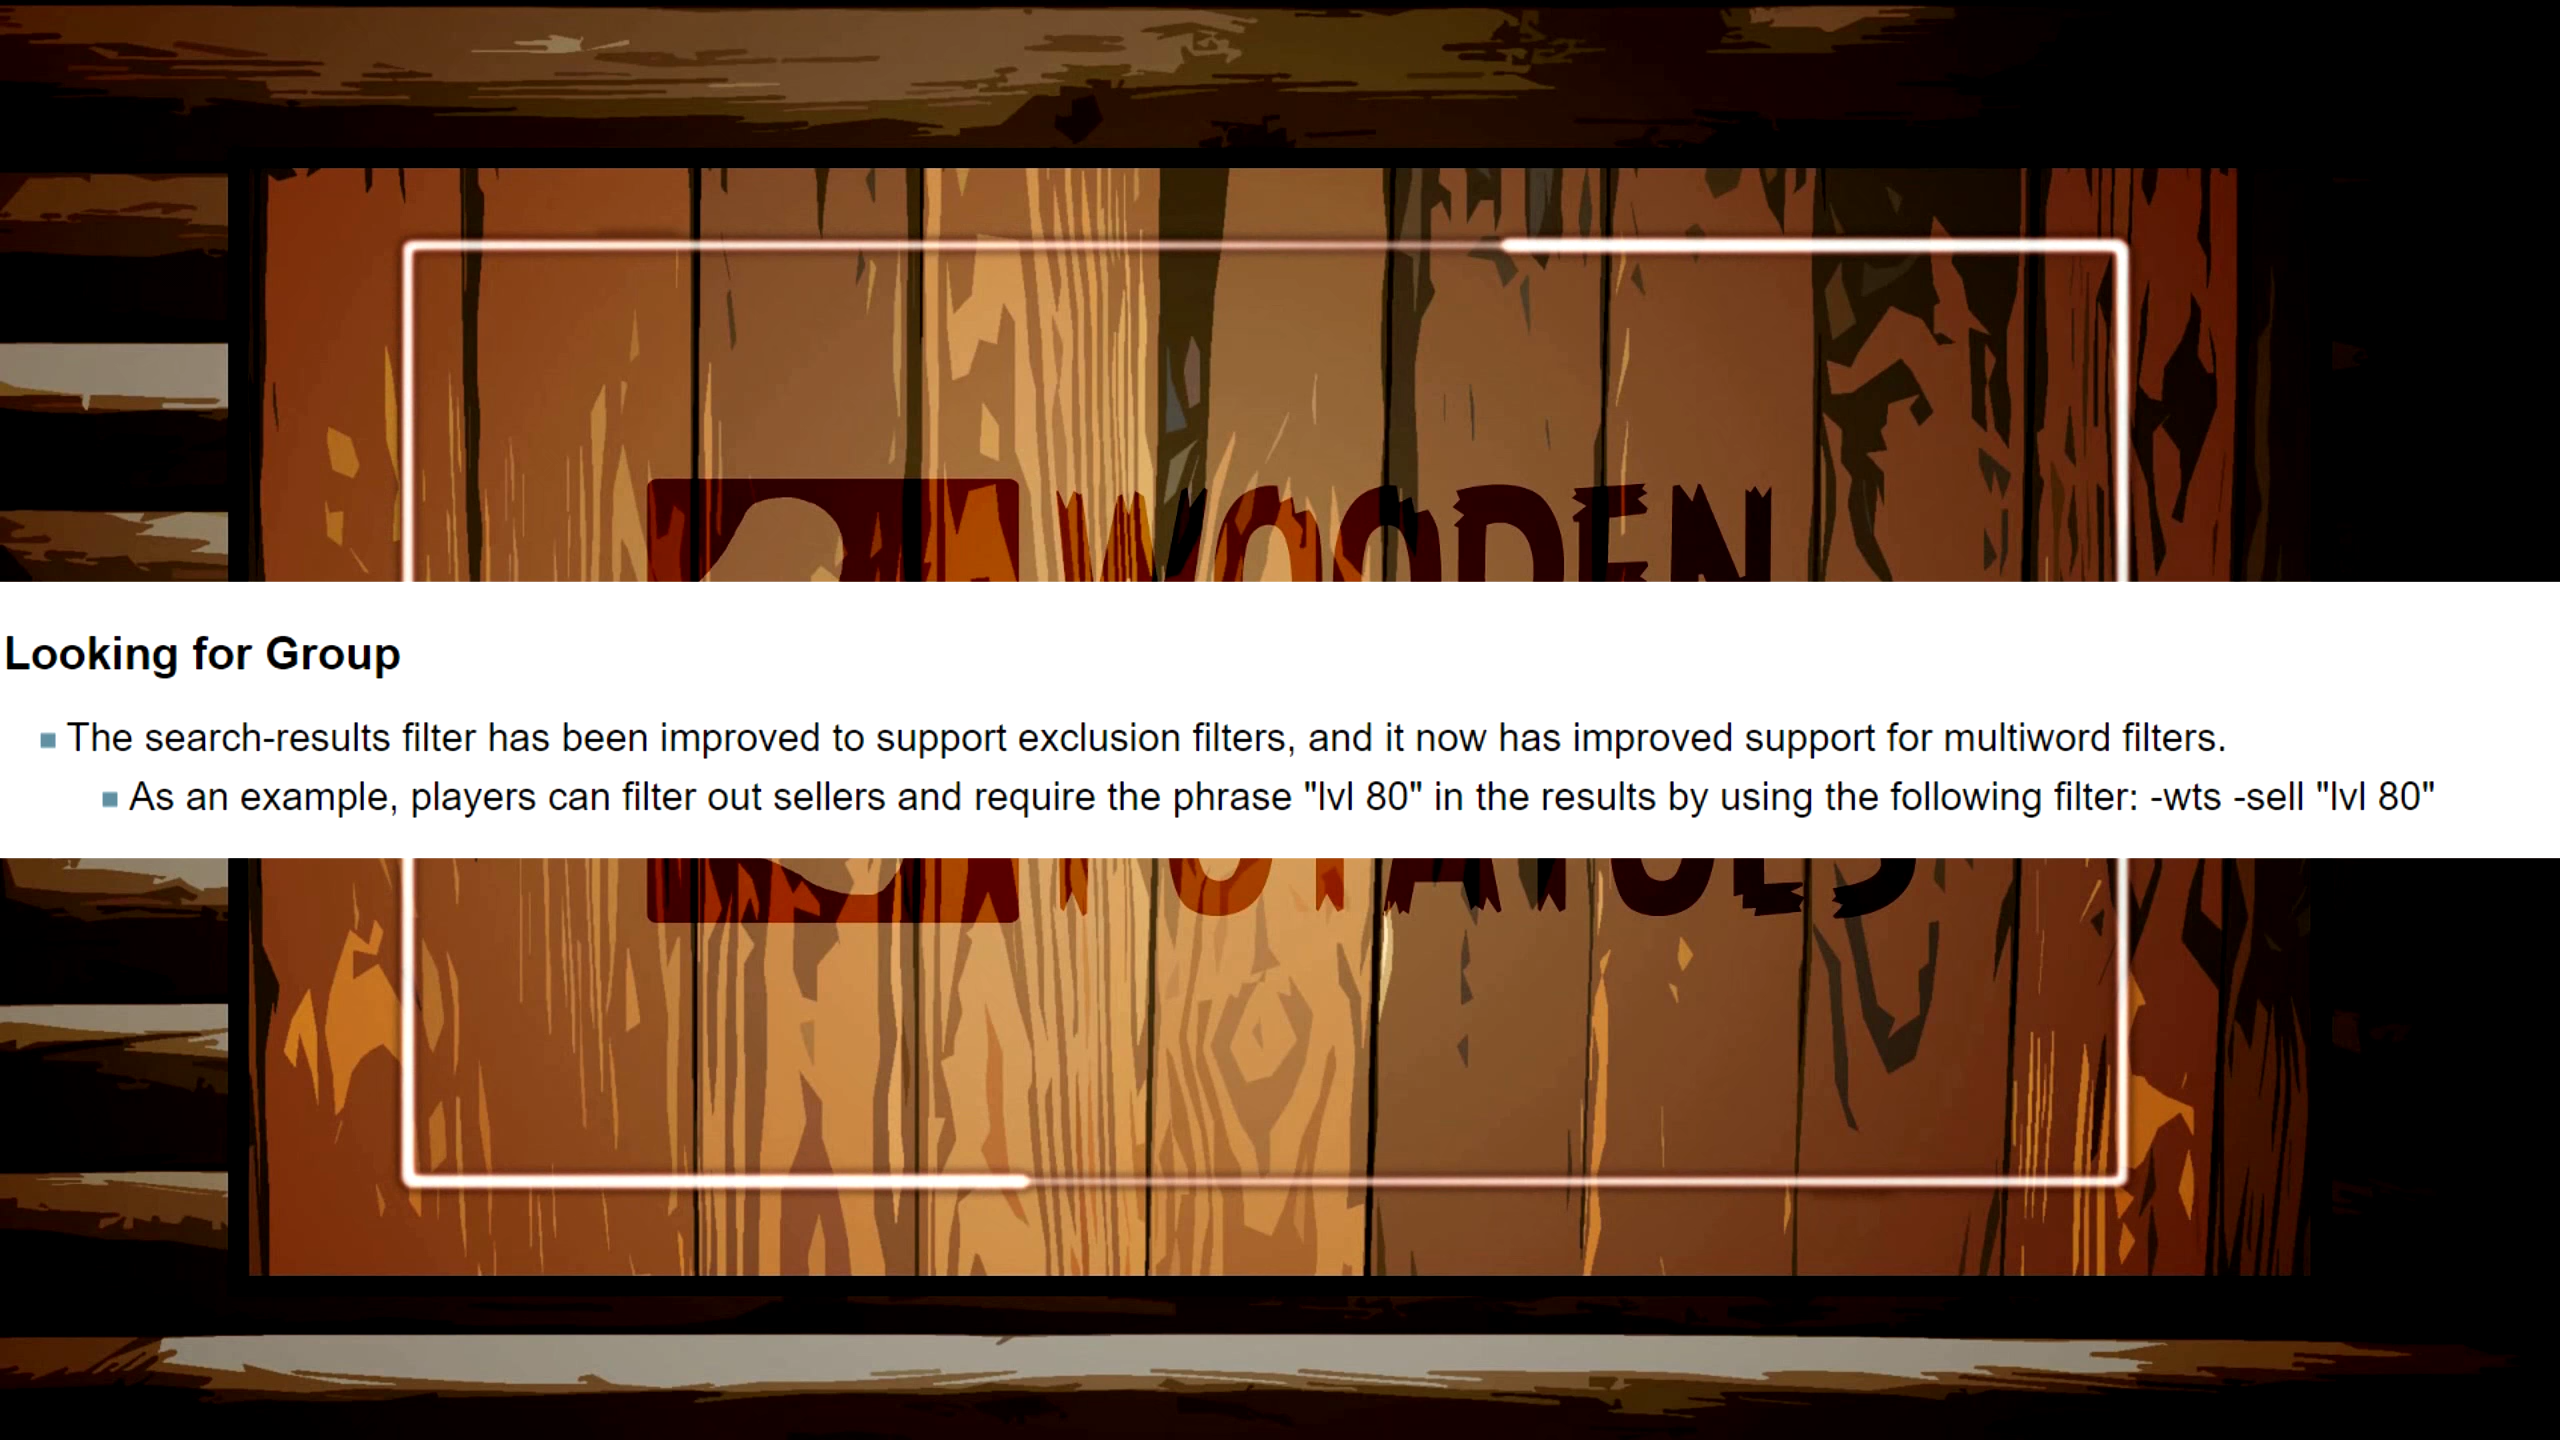 WOODEN
Looking for Group
The search-results filter has been improved to support exclusion filters, and it now has improved support for multiword filters.
As an example, players can filter out sellers and require the phrase "lvl 80" in the results by using the following filter: -wts -sell "lvl 80"